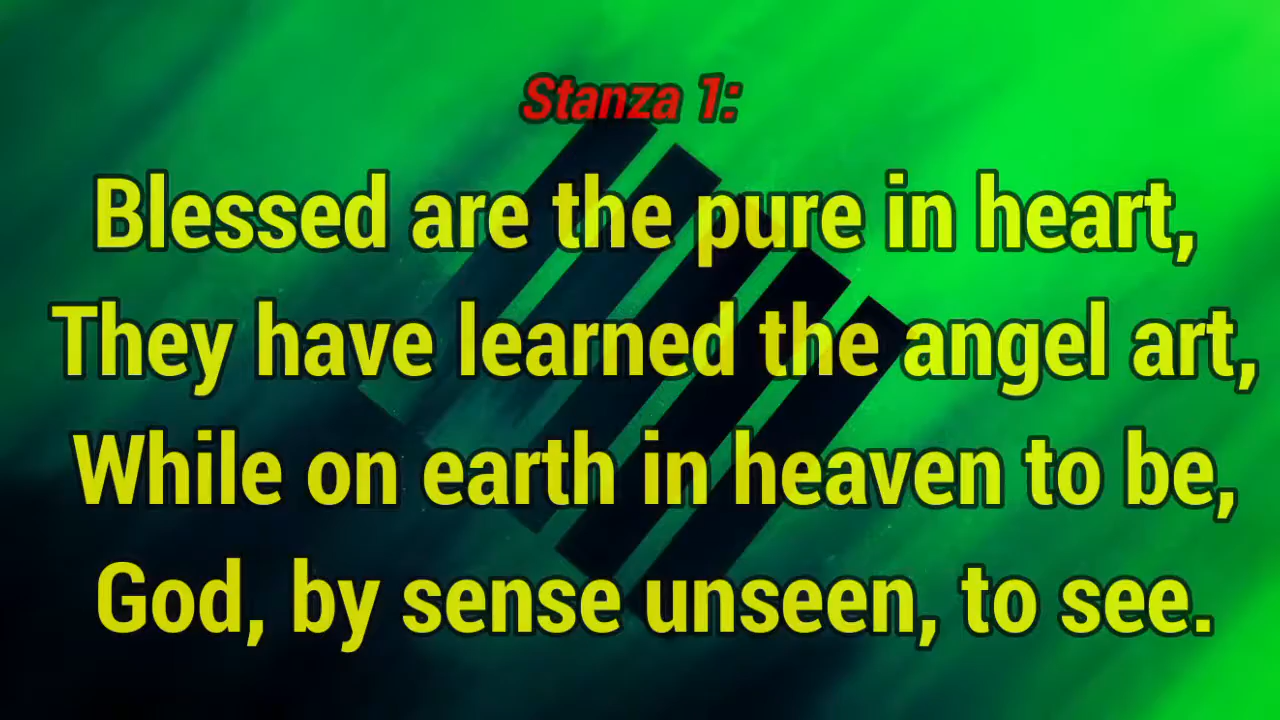 Stanza 1:
Blessed are the pure in heart,
They have learned the angel art,
While on earth in heaven to be,
God, by sense unseen, to see.